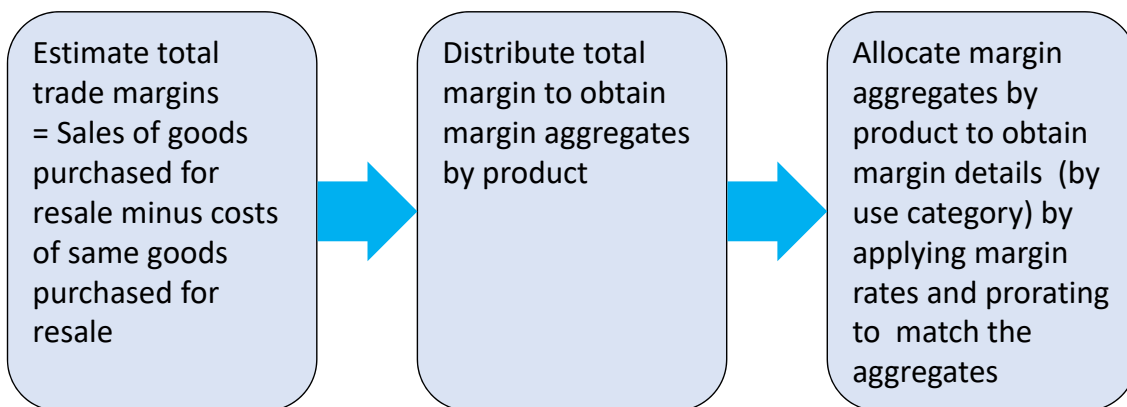 Estimate total
trade margins
= Sales of goods
purchased for
resale minus costs
of same goods
purchased for
resale
Distribute total
margin to obtain
margin aggregates
by product
Allocate margin
aggregates by
product to obtain
margin details  (by
use category) by
applying margin
rates and prorating
to  match the
aggregates